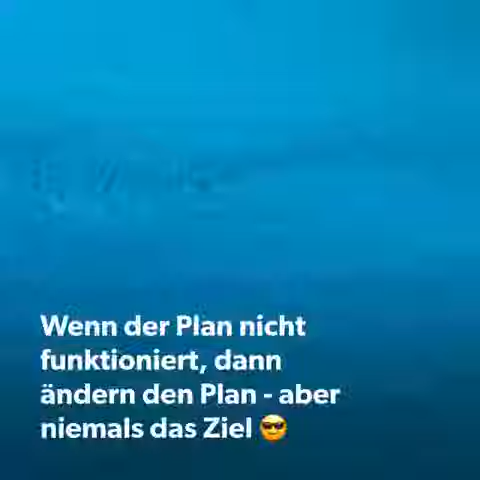 Wenn der Plan nicht
funktioniert, dann
ändern den Plan - aber
niemals das Ziel 😎